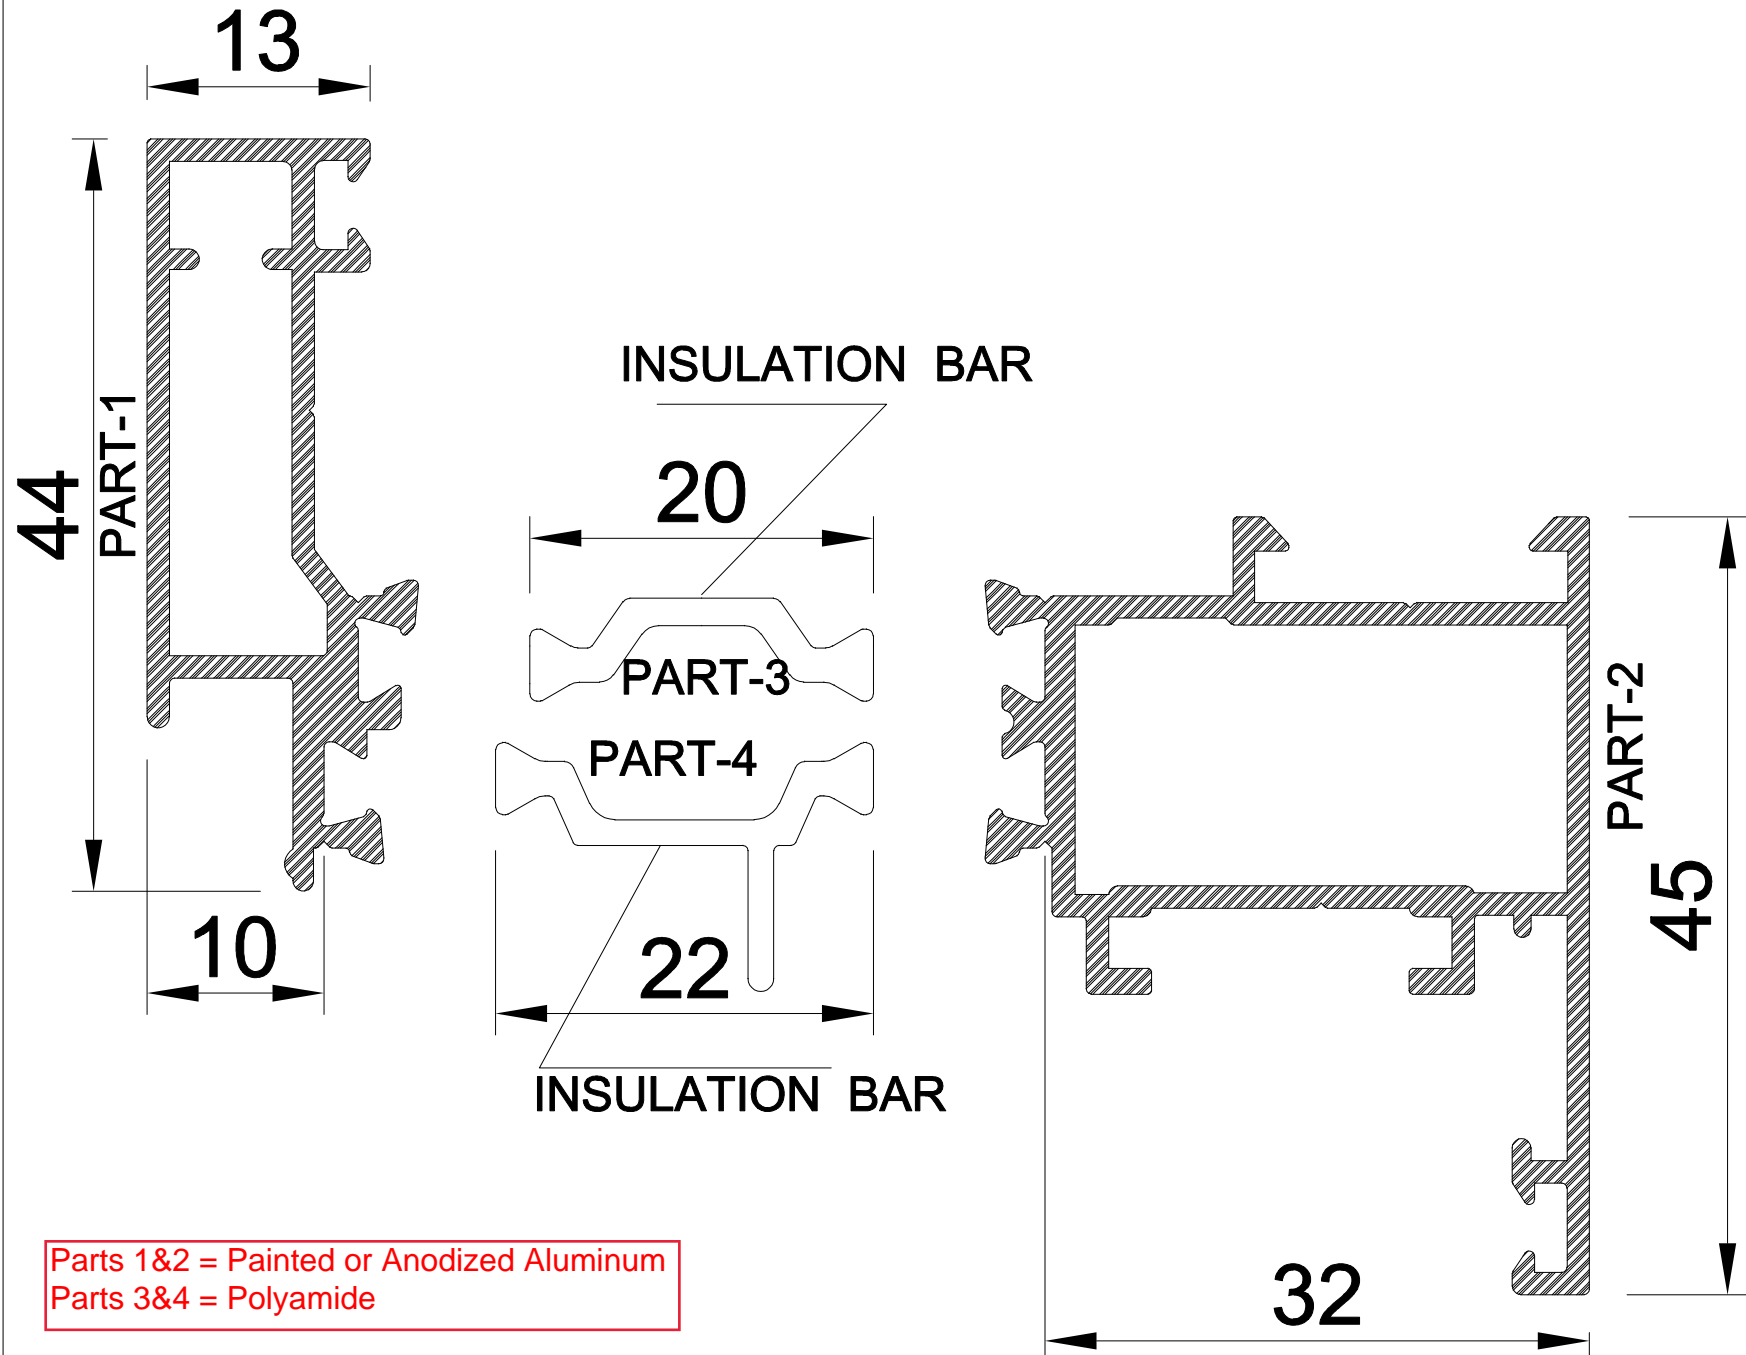 13
44
PART-1
INSULATION BAR
20
PART-3
PART-4
22
INSULATION BAR
10
PART-2
45
32
Parts 1&2 = Painted or Anodized Aluminum
Parts 3&4 = Polyamide